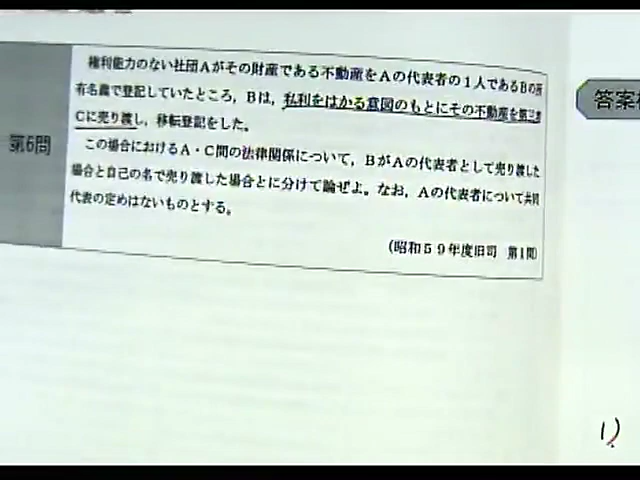 権利能力のない社団Aがその財産である不動産をAの代表者の1人であるBの所
有名義で登記していたところ，Bは，私利をはかる意図のもとにその不動産を第三者
Cに売り渡し，移転登記をした。
この場合におけるA・C間の法律関係について，BがAの代表者として売り渡した
場合と自己の名で売り渡した場合とに分けて論ぜよ。なお，Aの代表者について共同
代表の定めはないものとする。
（昭和59年度旧司 第1問）
第6問
答案
1)